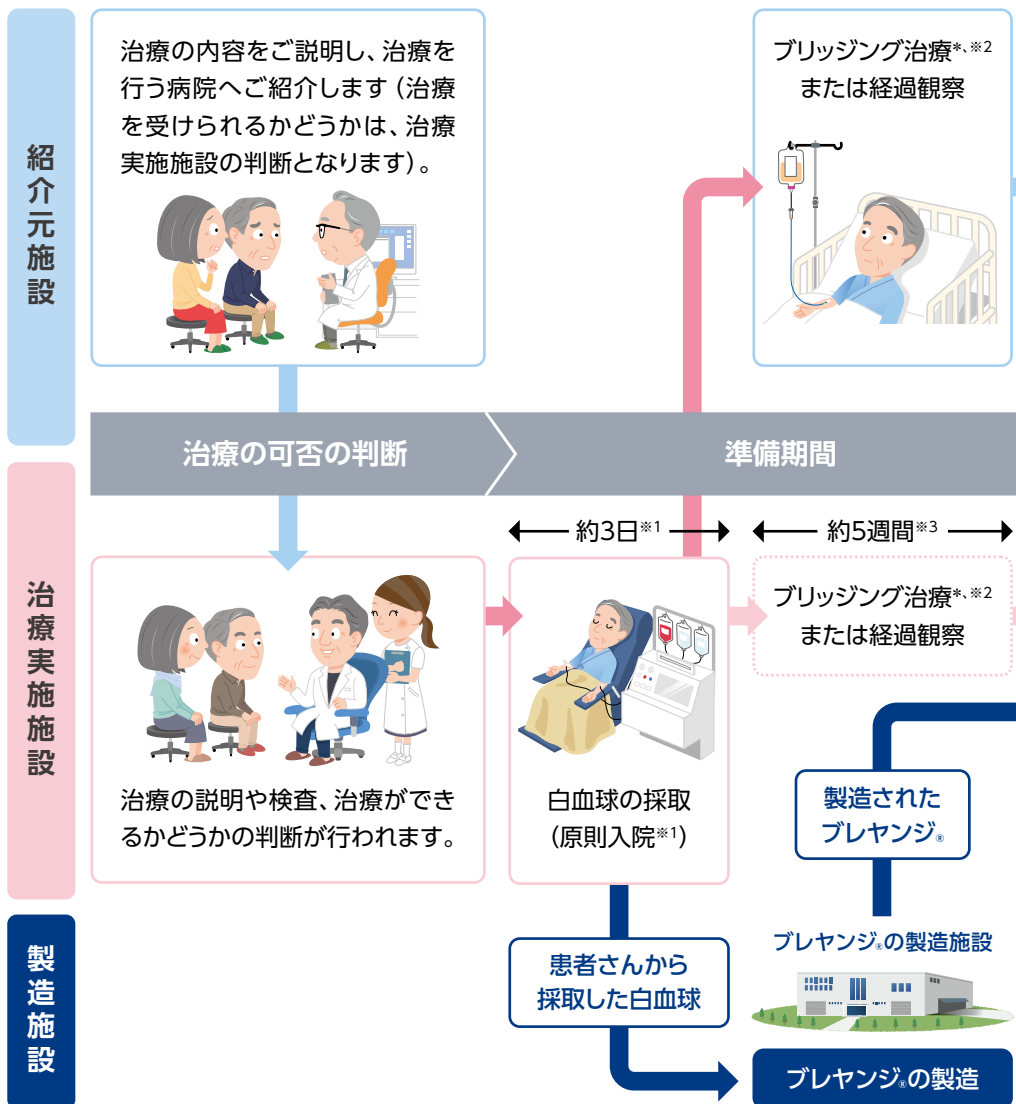 紹介元施設
治療の内容をご説明し、治療を
行う病院へご紹介します（治療
を受けられるかどうかは、治療
実施施設の判断となります）。
ブリッジング治療*、※2
または経過観察
治療の可否の判断
準備期間
治療実施施設
約3日※1
約5週間※3
治療の説明や検査、治療ができ
るかどうかの判断が行われます。
白血球の採取
（原則入院※1）
ブリッジング治療*、※2
または経過観察
製造された
ブレヤンジ®
製造施設
患者さんから
採取した白血球
ブレヤンジ®の製造施設
ブレヤンジ®の製造